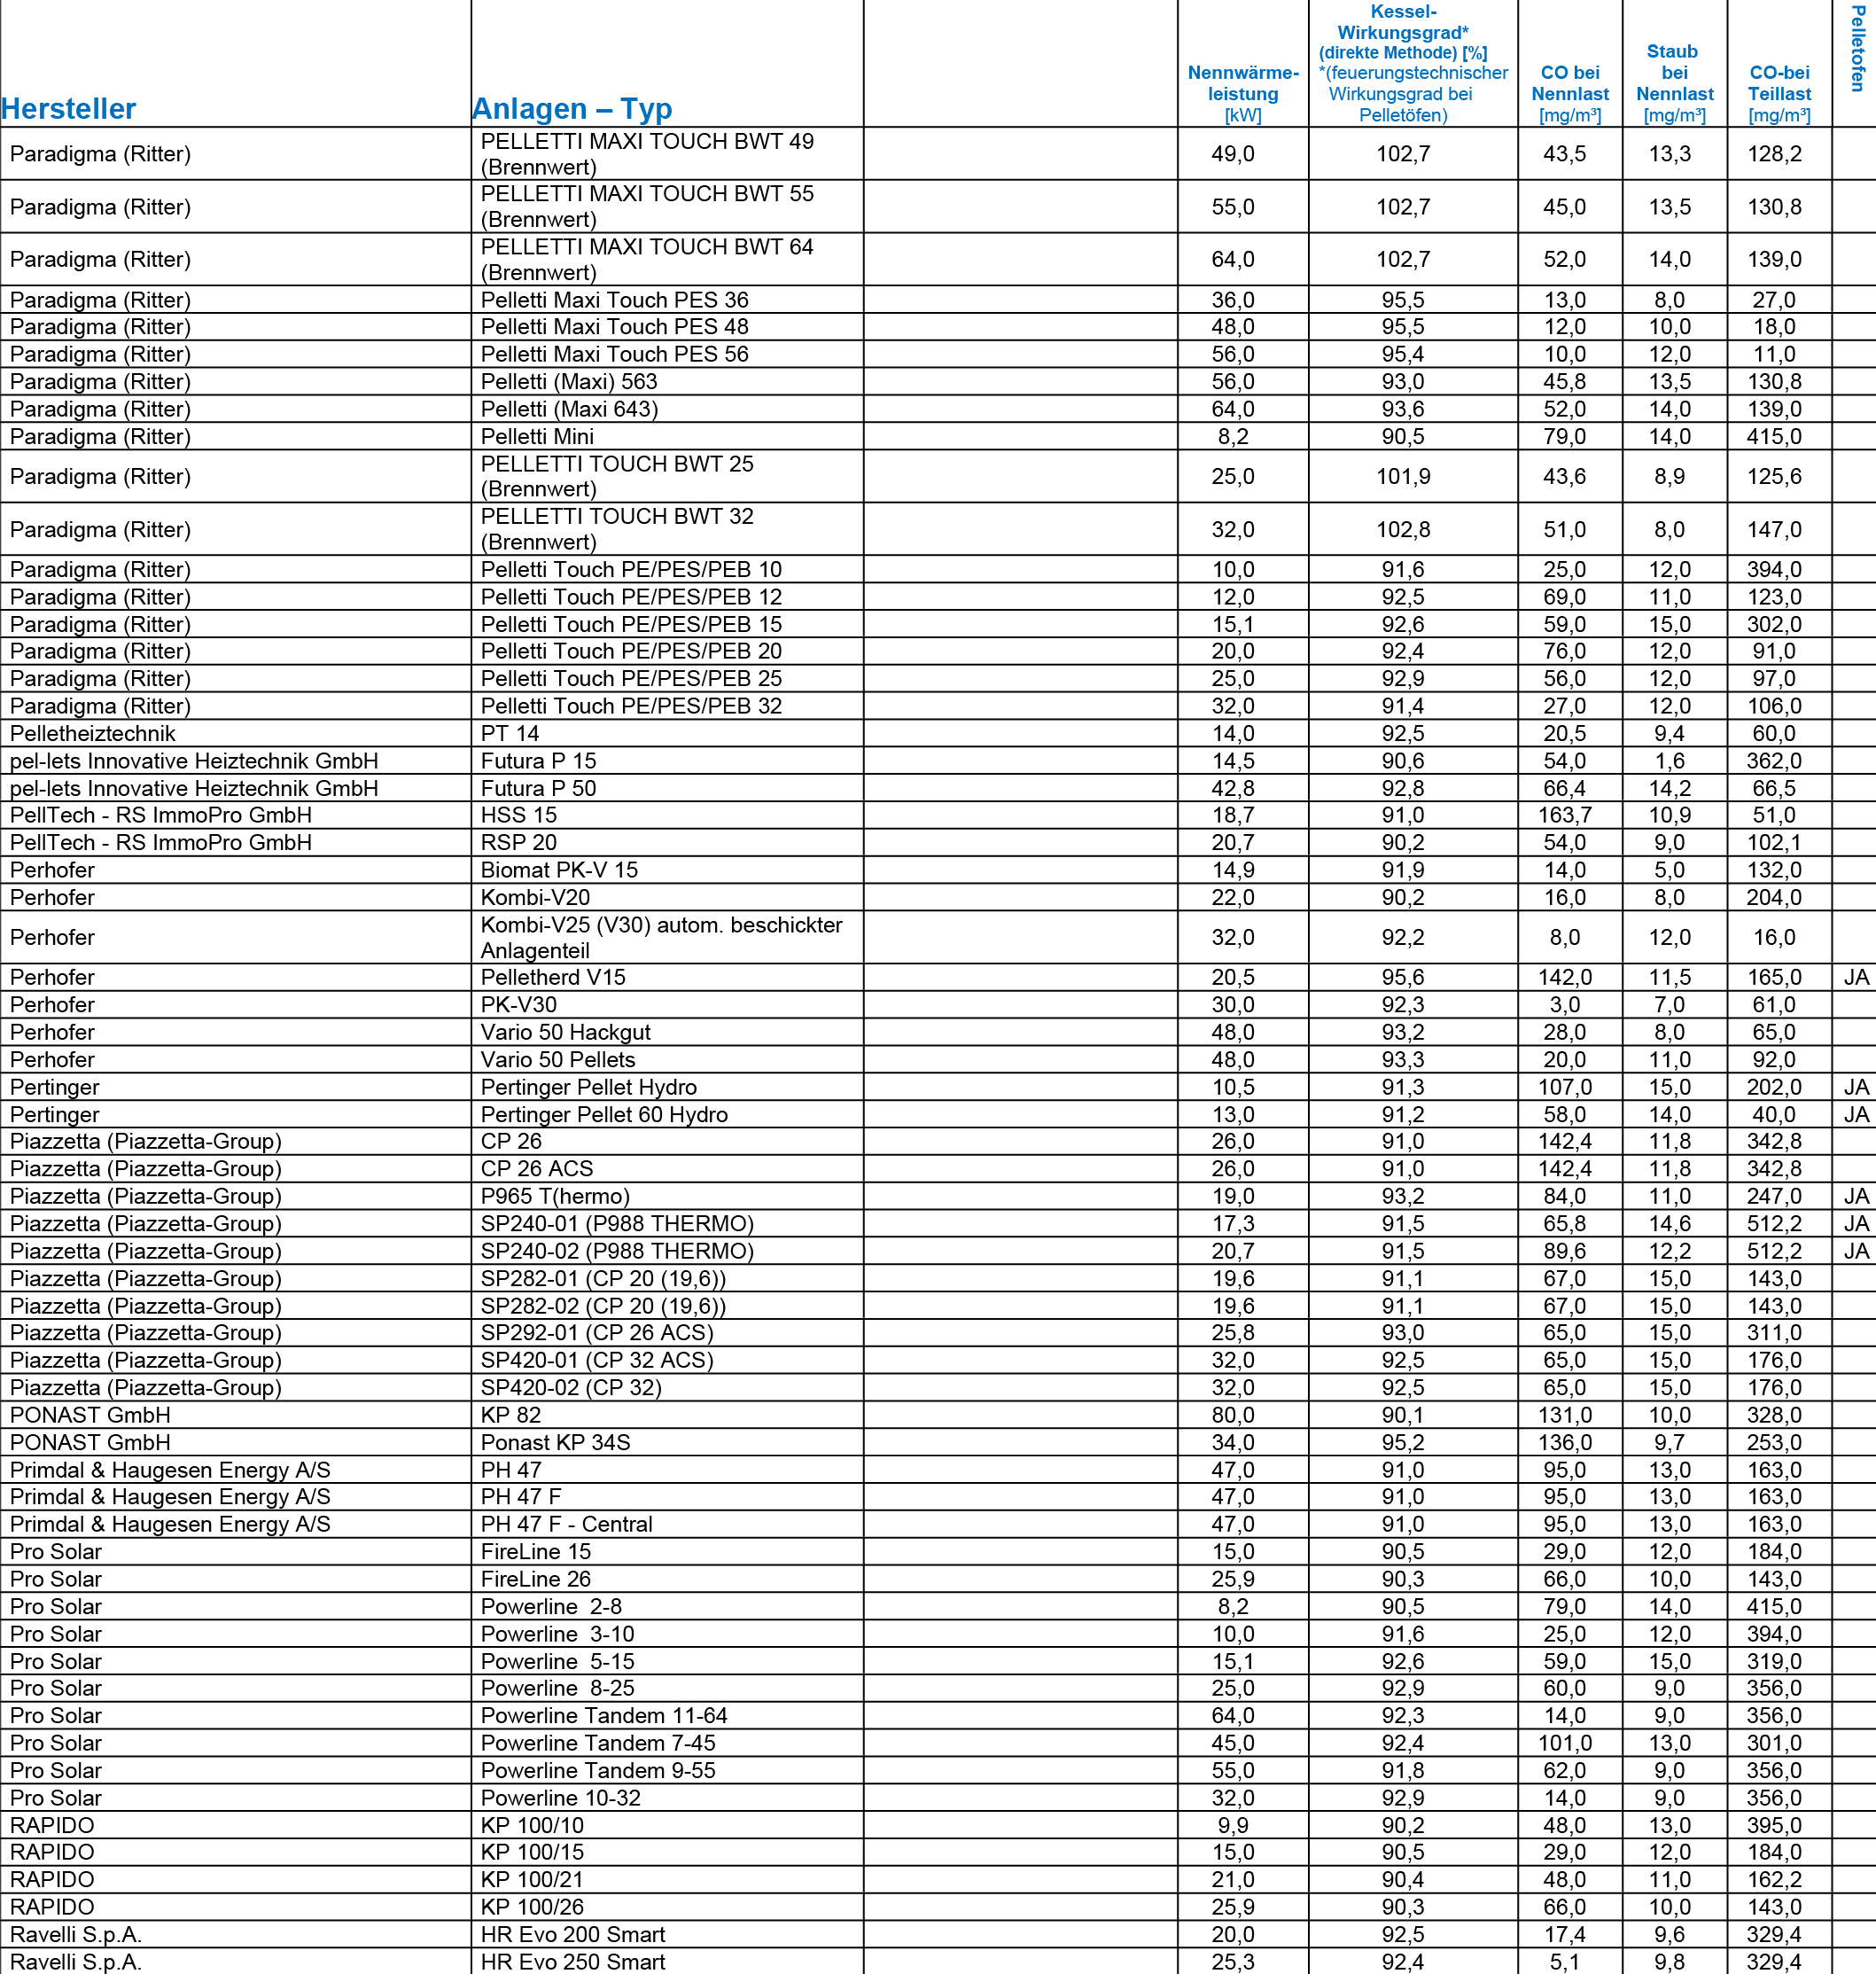 Hersteller Anlagen – Typ Nennwärme-leistung [kW] Kessel-Wirkungsgrad* (direkte Methode) [%] *(feuerungstechnischer Wirkungsgrad bei Pelletöfen) CO bei Nennlast [mg/m³] Staub bei Nennlast [mg/m³] CO-bei Teillast [mg/m³] Pelletofen
Paradigma (Ritter) PELLETTI MAXI TOUCH BWT 49 (Brennwert) 49,0 102,7 43,5 13,3 128,2
Paradigma (Ritter) PELLETTI MAXI TOUCH BWT 55 (Brennwert) 55,0 102,7 45,0 13,5 130,8
Paradigma (Ritter) PELLETTI MAXI TOUCH BWT 64 (Brennwert) 64,0 102,7 52,0 14,0 139,0
Paradigma (Ritter) Pelletti Maxi Touch PES 36 36,0 95,5 13,0 8,0 27,0
Paradigma (Ritter) Pelletti Maxi Touch PES 48 48,0 95,5 12,0 10,0 18,0
Paradigma (Ritter) Pelletti Maxi Touch PES 56 56,0 95,4 10,0 12,0 11,0
Paradigma (Ritter) Pelletti (Maxi) 563 56,0 93,0 45,8 13,5 130,8
Paradigma (Ritter) Pelletti (Maxi 643) 64,0 93,6 52,0 14,0 139,0
Paradigma (Ritter) Pelletti Mini 8,2 90,5 79,0 14,0 415,0
Paradigma (Ritter) PELLETTI TOUCH BWT 25 (Brennwert) 25,0 101,9 43,6 8,9 125,6
Paradigma (Ritter) PELLETTI TOUCH BWT 32 (Brennwert) 32,0 102,8 51,0 8,0 147,0
Paradigma (Ritter) Pelletti Touch PE/PES/PEB 10 10,0 91,6 25,0 12,0 394,0
Paradigma (Ritter) Pelletti Touch PE/PES/PEB 12 12,0 92,5 69,0 11,0 123,0
Paradigma (Ritter) Pelletti Touch PE/PES/PEB 15 15,1 92,6 59,0 15,0 302,0
Paradigma (Ritter) Pelletti Touch PE/PES/PEB 20 20,0 92,4 76,0 12,0 91,0
Paradigma (Ritter) Pelletti Touch PE/PES/PEB 25 25,0 92,9 56,0 12,0 97,0
Paradigma (Ritter) Pelletti Touch PE/PES/PEB 32 32,0 91,4 27,0 12,0 106,0
Pelletheiztechnik PT 14 14,0 92,5 20,5 9,4 60,0
pel-lets Innovative Heiztechnik GmbH Futura P 15 14,5 90,6 54,0 1,6 362,0
pel-lets Innovative Heiztechnik GmbH Futura P 50 42,8 92,8 66,4 14,2 66,5
PellTech - RS ImmoPro GmbH HSS 15 18,7 91,0 163,7 10,9 51,0
PellTech - RS ImmoPro GmbH RSP 20 20,7 90,2 54,0 9,0 102,1
Perhofer Biomat PK-V 15 14,9 91,9 14,0 5,0 132,0
Perhofer Kombi-V20 22,0 90,2 16,0 8,0 204,0
Perhofer Kombi-V25 (V30) autom. beschickter Anlagenteil 32,0 92,2 8,0 12,0 16,0
Perhofer Pelletherd V15 20,5 95,6 142,0 11,5 165,0 JA
Perhofer PK-V30 30,0 92,3 3,0 7,0 61,0
Perhofer Vario 50 Hackgut 48,0 93,2 28,0 8,0 65,0
Perhofer Vario 50 Pellets 48,0 93,3 20,0 11,0 92,0
Pertinger Pertinger Pellet Hydro 10,5 91,3 107,0 15,0 202,0 JA
Pertinger Pertinger Pellet 60 Hydro 13,0 91,2 58,0 14,0 40,0 JA
Piazzetta (Piazzetta-Group) CP 26 26,0 91,0 142,4 11,8 342,8
Piazzetta (Piazzetta-Group) CP 26 ACS 26,0 91,0 142,4 11,8 342,8
Piazzetta (Piazzetta-Group) P965 T(hermo) 19,0 93,2 84,0 11,0 247,0 JA
Piazzetta (Piazzetta-Group) SP240-01 (P988 THERMO) 17,3 91,5 65,8 14,6 512,2 JA
Piazzetta (Piazzetta-Group) SP240-02 (P988 THERMO) 20,7 91,5 89,6 12,2 512,2 JA
Piazzetta (Piazzetta-Group) SP282-01 (CP 20 (19,6)) 19,6 91,1 67,0 15,0 143,0
Piazzetta (Piazzetta-Group) SP282-02 (CP 20 (19,6)) 19,6 91,1 67,0 15,0 143,0
Piazzetta (Piazzetta-Group) SP292-01 (CP 26 ACS) 25,8 93,0 65,0 15,0 311,0
Piazzetta (Piazzetta-Group) SP420-01 (CP 32 ACS) 32,0 92,5 65,0 15,0 176,0
Piazzetta (Piazzetta-Group) SP420-02 (CP 32) 32,0 92,5 65,0 15,0 176,0
PONAST GmbH KP 82 80,0 90,1 131,0 10,0 328,0
PONAST GmbH Ponast KP 34S 34,0 95,2 136,0 9,7 253,0
Primdal & Haugesen Energy A/S PH 47 47,0 91,0 95,0 13,0 163,0
Primdal & Haugesen Energy A/S PH 47 F 47,0 91,0 95,0 13,0 163,0
Primdal & Haugesen Energy A/S PH 47 F - Central 47,0 91,0 95,0 13,0 163,0
Pro Solar FireLine 15 15,0 90,5 29,0 12,0 184,0
Pro Solar FireLine 26 25,9 90,3 66,0 10,0 143,0
Pro Solar Powerline 2-8 8,2 90,5 79,0 14,0 415,0
Pro Solar Powerline 3-10 10,0 91,6 25,0 12,0 394,0
Pro Solar Powerline 5-15 15,1 92,6 59,0 15,0 319,0
Pro Solar Powerline 8-25 25,0 92,9 60,0 9,0 356,0
Pro Solar Powerline Tandem 11-64 64,0 92,3 14,0 9,0 356,0
Pro Solar Powerline Tandem 7-45 45,0 92,4 101,0 13,0 301,0
Pro Solar Powerline Tandem 9-55 55,0 91,8 62,0 9,0 356,0
Pro Solar Powerline 10-32 32,0 92,9 14,0 9,0 356,0
RAPIDO KP 100/10 9,9 90,2 48,0 13,0 395,0
RAPIDO KP 100/15 15,0 90,5 29,0 12,0 184,0
RAPIDO KP 100/21 21,0 90,4 48,0 11,0 162,2
RAPIDO KP 100/26 25,9 90,3 66,0 10,0 143,0
Ravelli S.p.A. HR Evo 200 Smart 20,0 92,5 17,4 9,6 329,4
Ravelli S.p.A. HR Evo 250 Smart 25,3 92,4 5,1 9,8 329,4